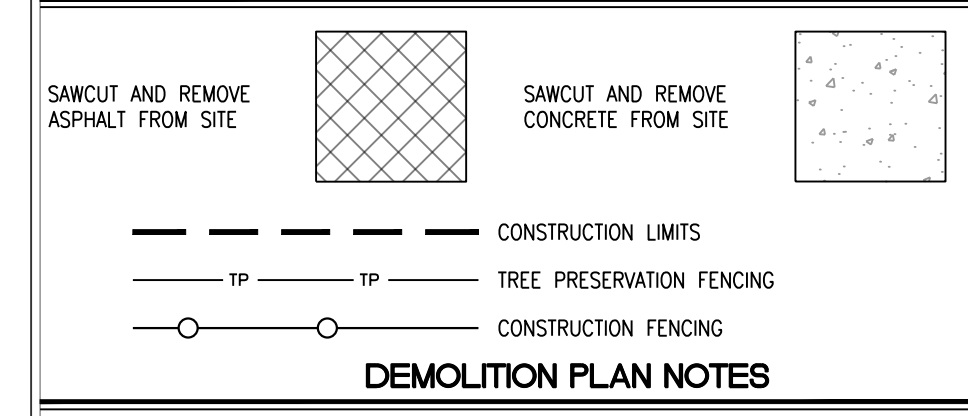 SAWCUT AND REMOVE
ASPHALT FROM SITE
SAWCUT AND REMOVE
CONCRETE FROM SITE
CONSTRUCTION LIMITS
TP TP TREE PRESERVATION FENCING
CONSTRUCTION FENCING
DEMOLITION PLAN NOTES